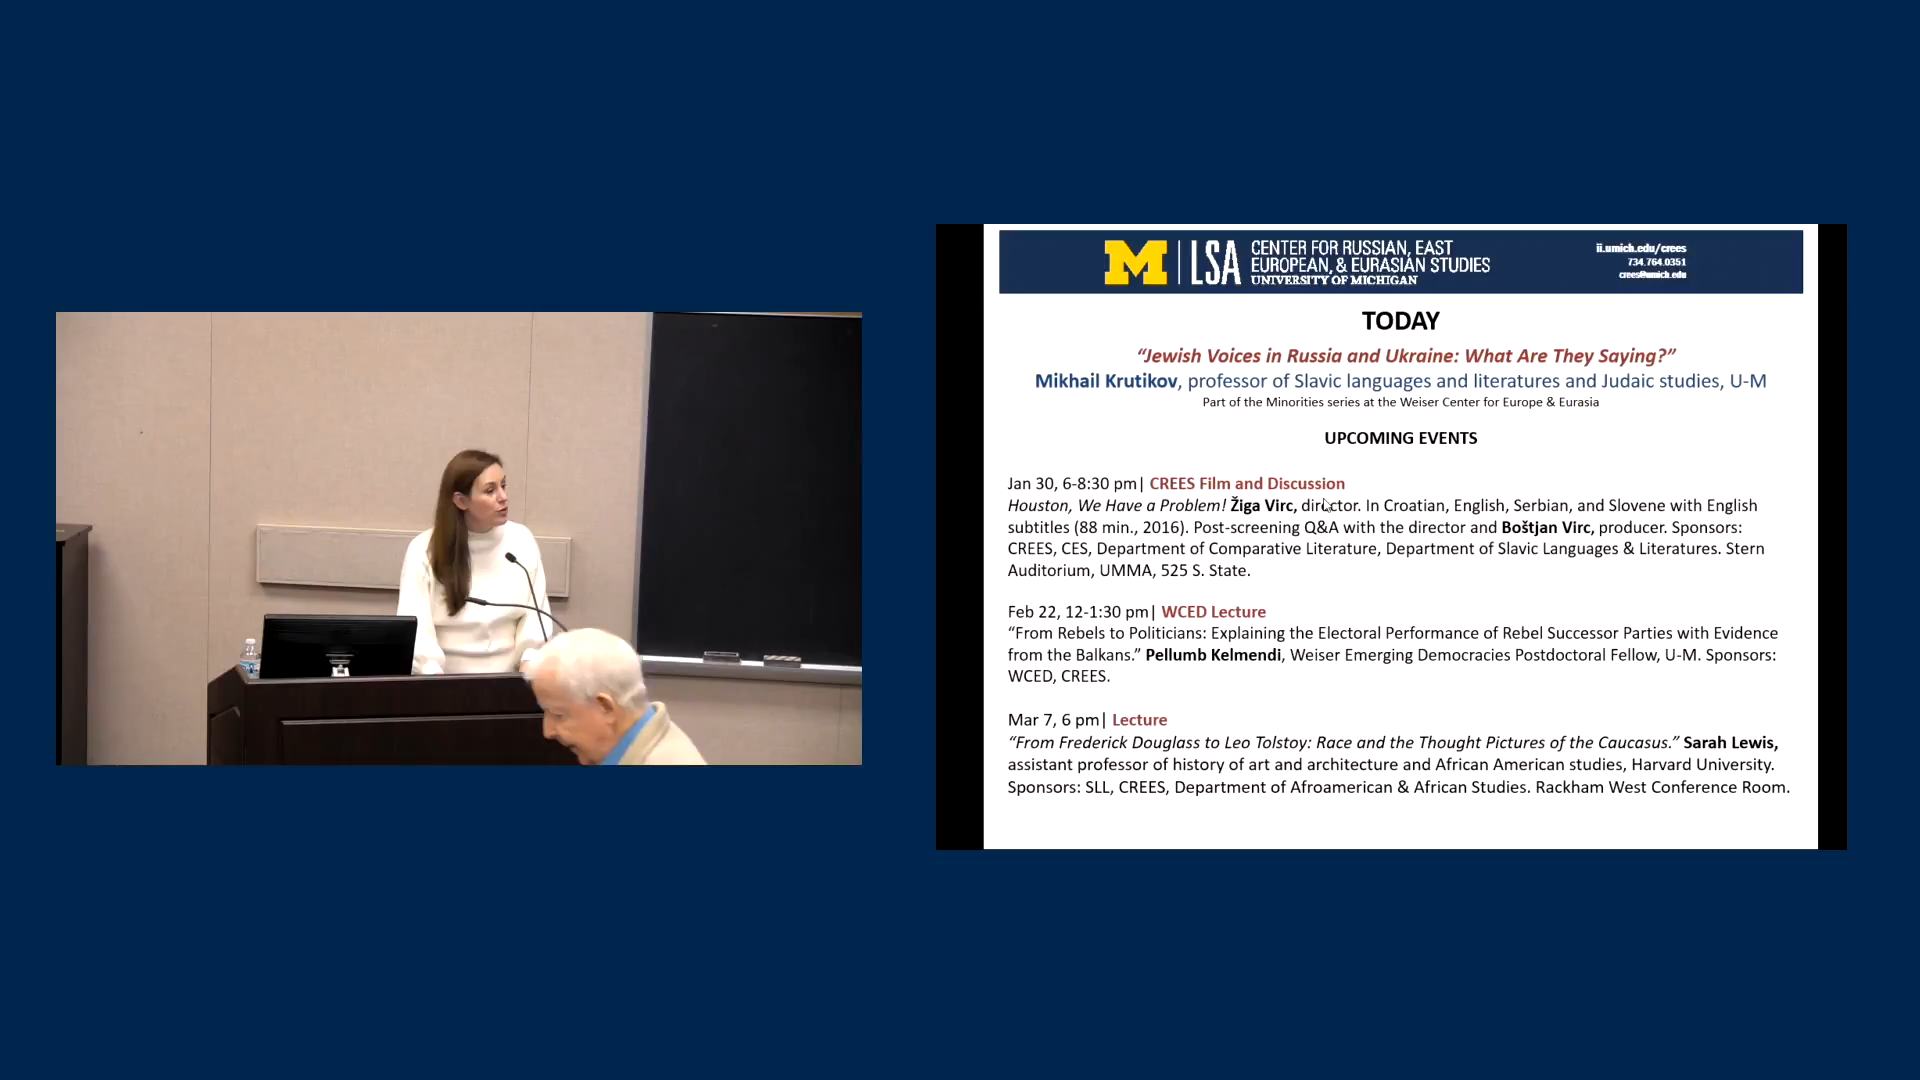 M | LSA CENTER FOR RUSSIAN, EAST
EUROPEAN, & EURASIAN STUDIES
UNIVERSITY OF MICHIGAN
ii.umich.edu/crees
734.764.0351
crees@umich.edu
TODAY
“Jewish Voices in Russia and Ukraine: What Are They Saying?”
Mikhail Krutikov, professor of Slavic languages and literatures and Judaic studies, U-M
Part of the Minorities series at the Weiser Center for Europe & Eurasia
UPCOMING EVENTS
Jan 30, 6-8:30 pm| CREES Film and Discussion
Houston, We Have a Problem! Žiga Virc, director. In Croatian, English, Serbian, and Slovene with English
subtitles (88 min., 2016). Post-screening Q&A with the director and Boštjan Virc, producer. Sponsors:
CREES, CES, Department of Comparative Literature, Department of Slavic Languages & Literatures. Stern
Auditorium, UMMA, 525 S. State.
Feb 22, 12-1:30 pm| WCED Lecture
“From Rebels to Politicians: Explaining the Electoral Performance of Rebel Successor Parties with Evidence
from the Balkans.” Pellumb Kelmendi, Weiser Emerging Democracies Postdoctoral Fellow, U-M. Sponsors:
WCED, CREES.
Mar 7, 6 pm| Lecture
“From Frederick Douglass to Leo Tolstoy: Race and the Thought Pictures of the Caucasus.” Sarah Lewis,
assistant professor of history of art and architecture and African American studies, Harvard University.
Sponsors: SLL, CREES, Department of Afroamerican & African Studies. Rackham West Conference Room.